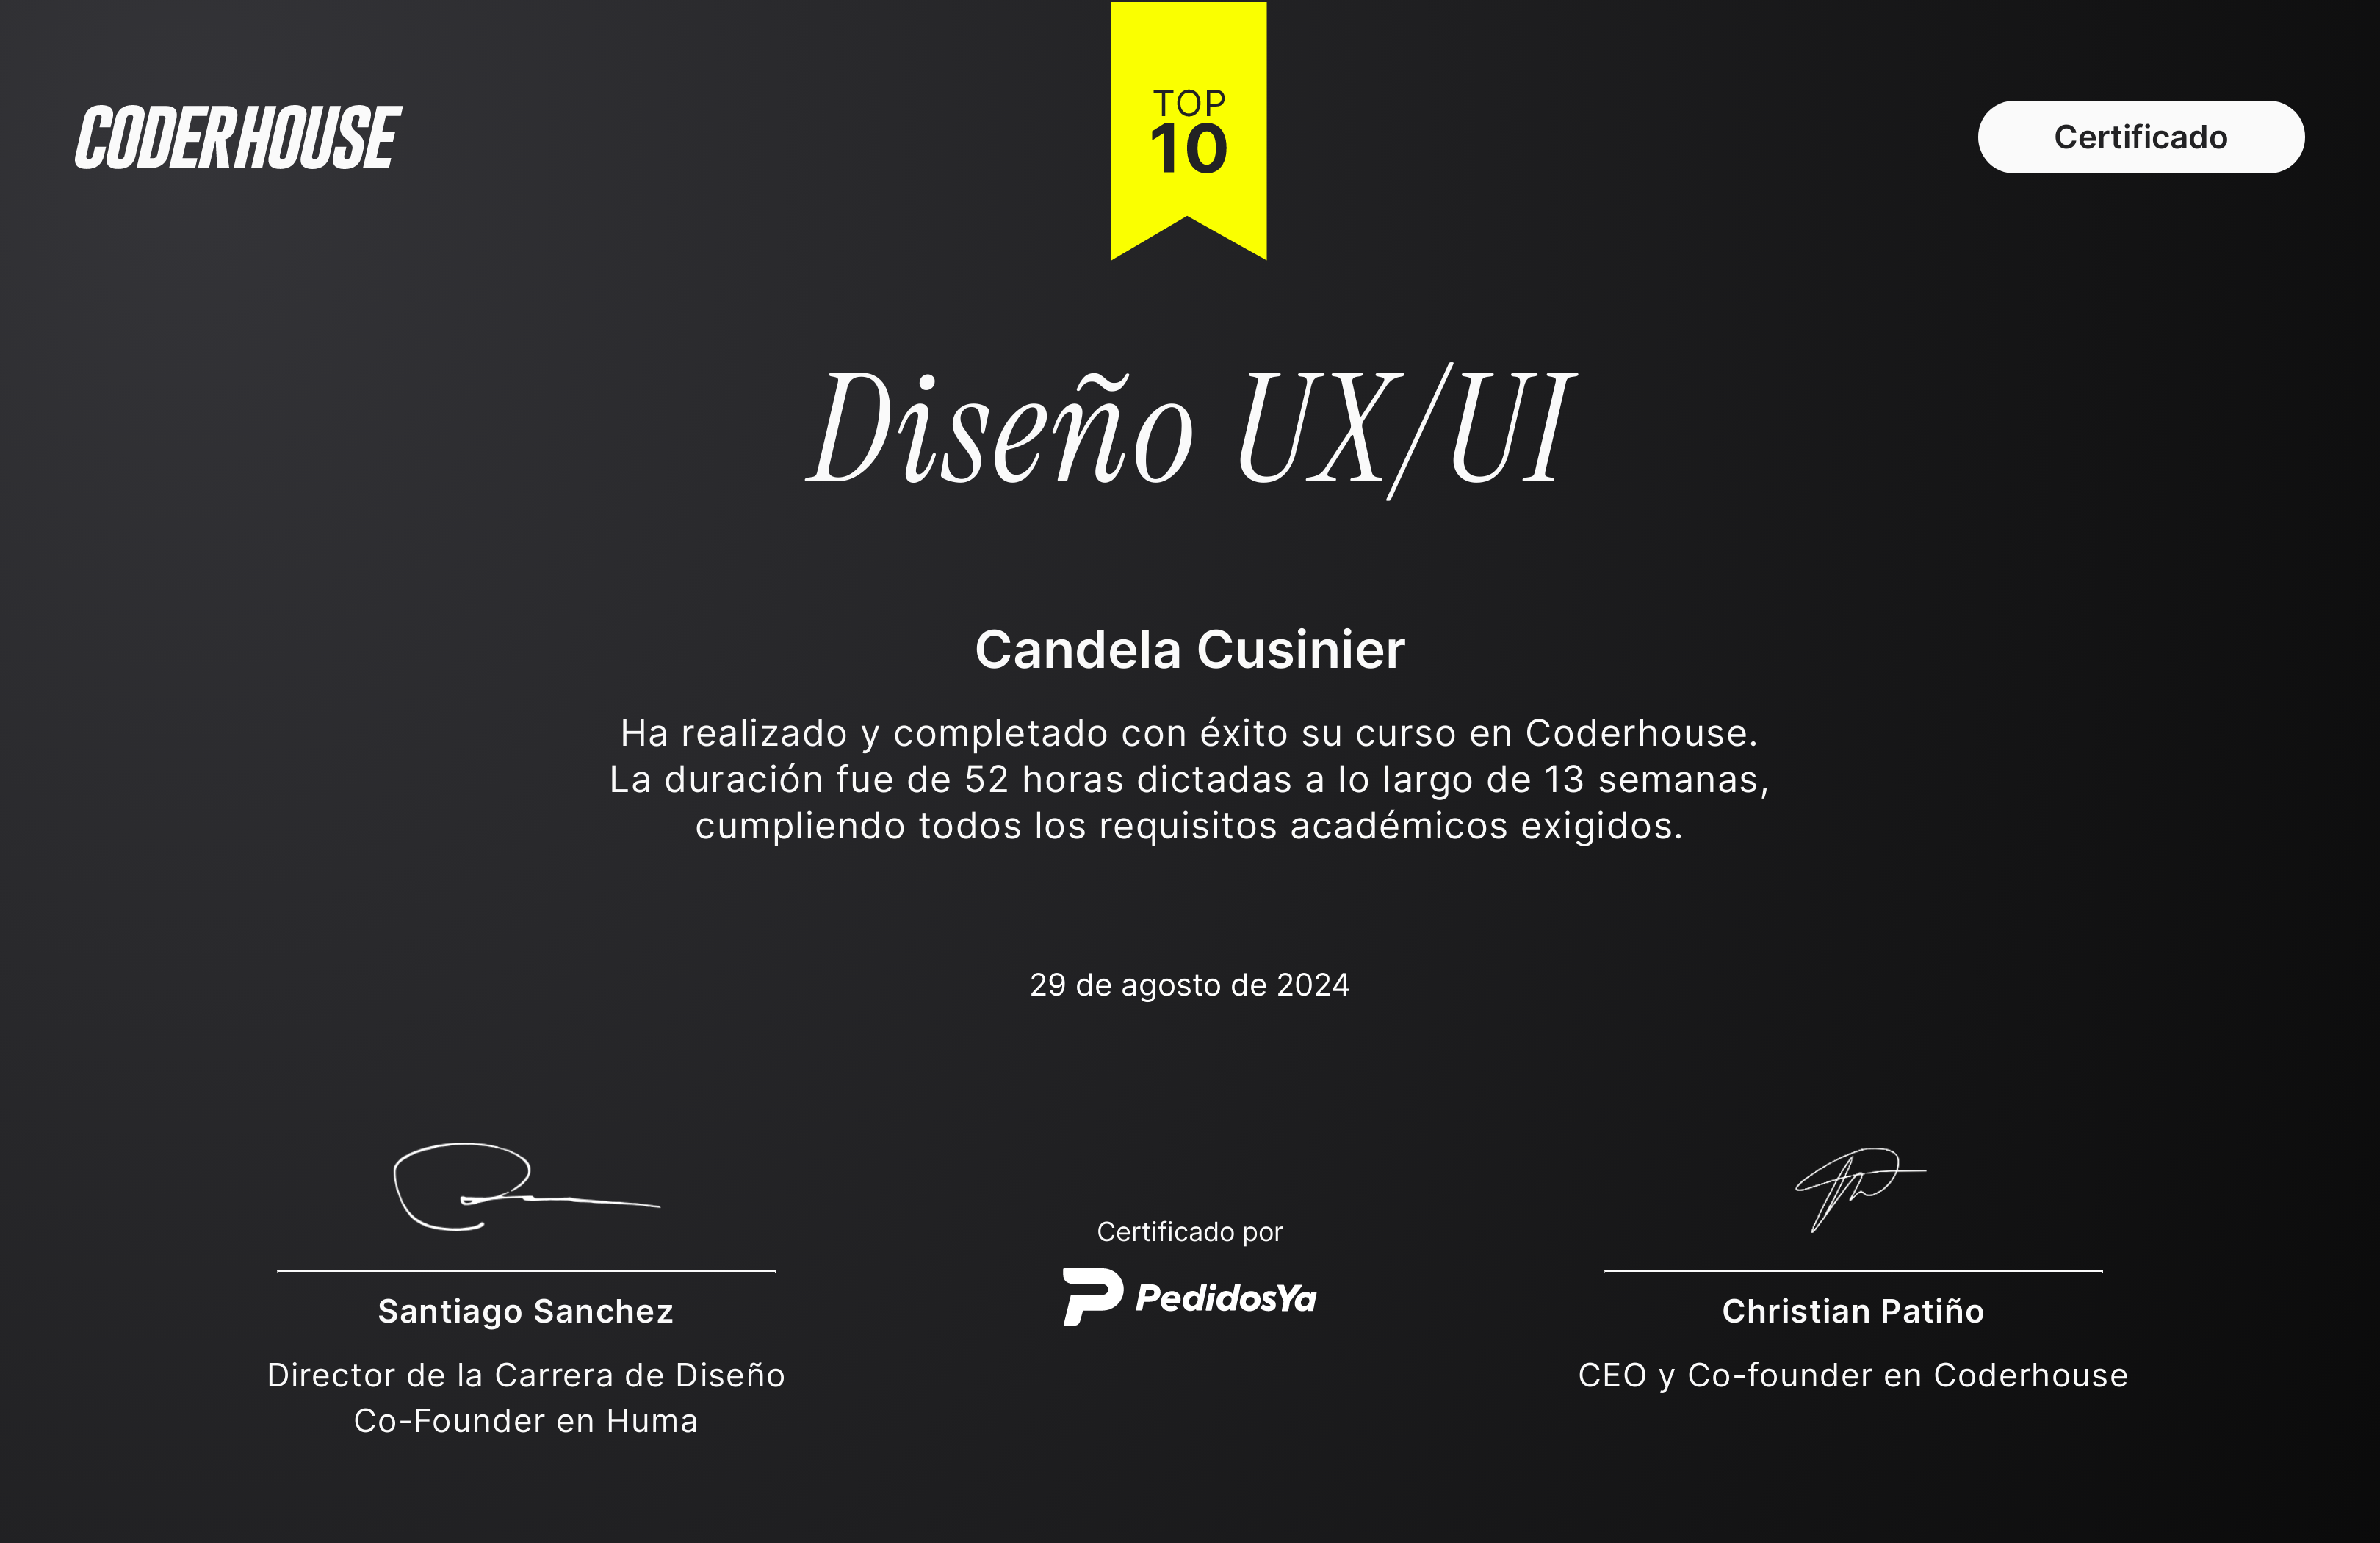 CODERHOUSE
TOP
10
Certificado
Diseño UX/UI
Candela Cusinier
Ha realizado y completado con éxito su curso en Coderhouse.
La duración fue de 52 horas dictadas a lo largo de 13 semanas,
cumpliendo todos los requisitos académicos exigidos.
29 de agosto de 2024
Santiago Sanchez
Director de la Carrera de Diseño
Co-Founder en Huma
Certificado por
PedidosYa
Christian Patiño
CEO y Co-founder en Coderhouse